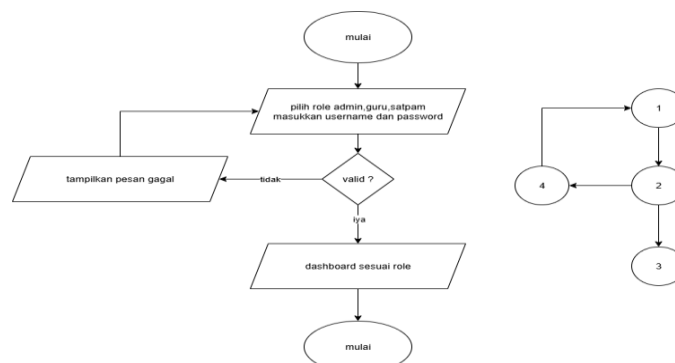 mulai
pilih role admin,guru,satpam
masukkan username dan password
tampilkan pesan gagal
tidak
valid ?
iya
dashboard sesuai role
mulai
1
4
2
3